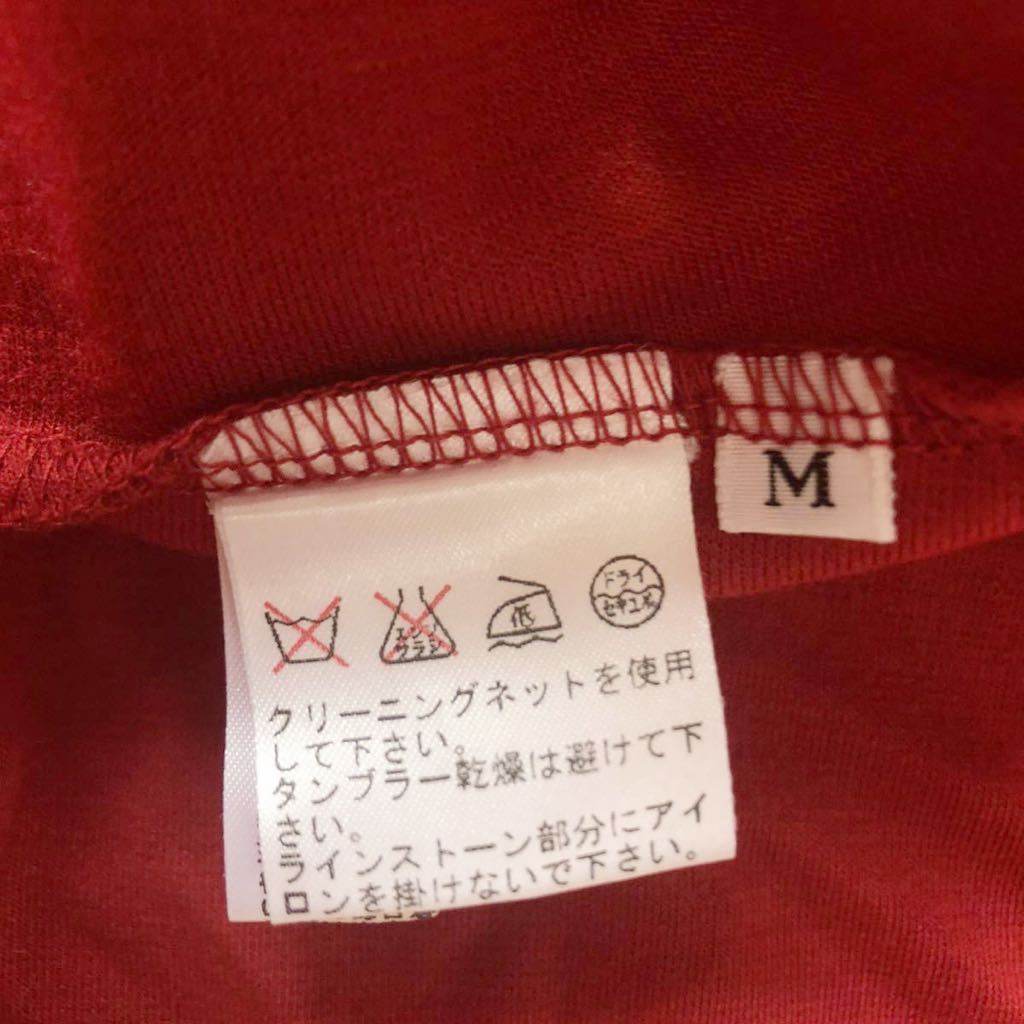 M
エンソ
サラシ
低
ドライ
セキユ系
クリーニングネットを使用
して下さい。
タンブラー乾燥は避けて下
さい。
ラインストーン部分にアイ
ロンを掛けないで下さい。